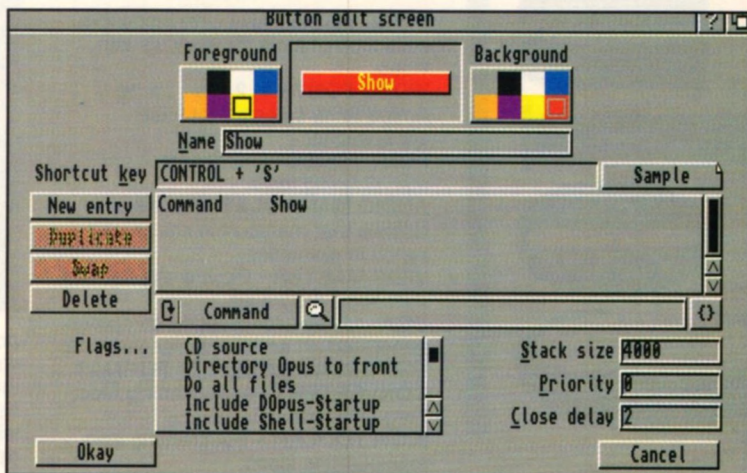 Button edit screen ?
Foreground
Background
Show
Name Show
Shortcut key CONTROL + 'S' Sample
New entry
Duplicate
Swap
Delete
Command Show
Command {}
Flags...
CD source
Directory Opus to front
Do all files
Include DOpus-Startup
Include Shell-Startup
Stack size 4000
Priority 0
Close delay 2
Okay
Cancel